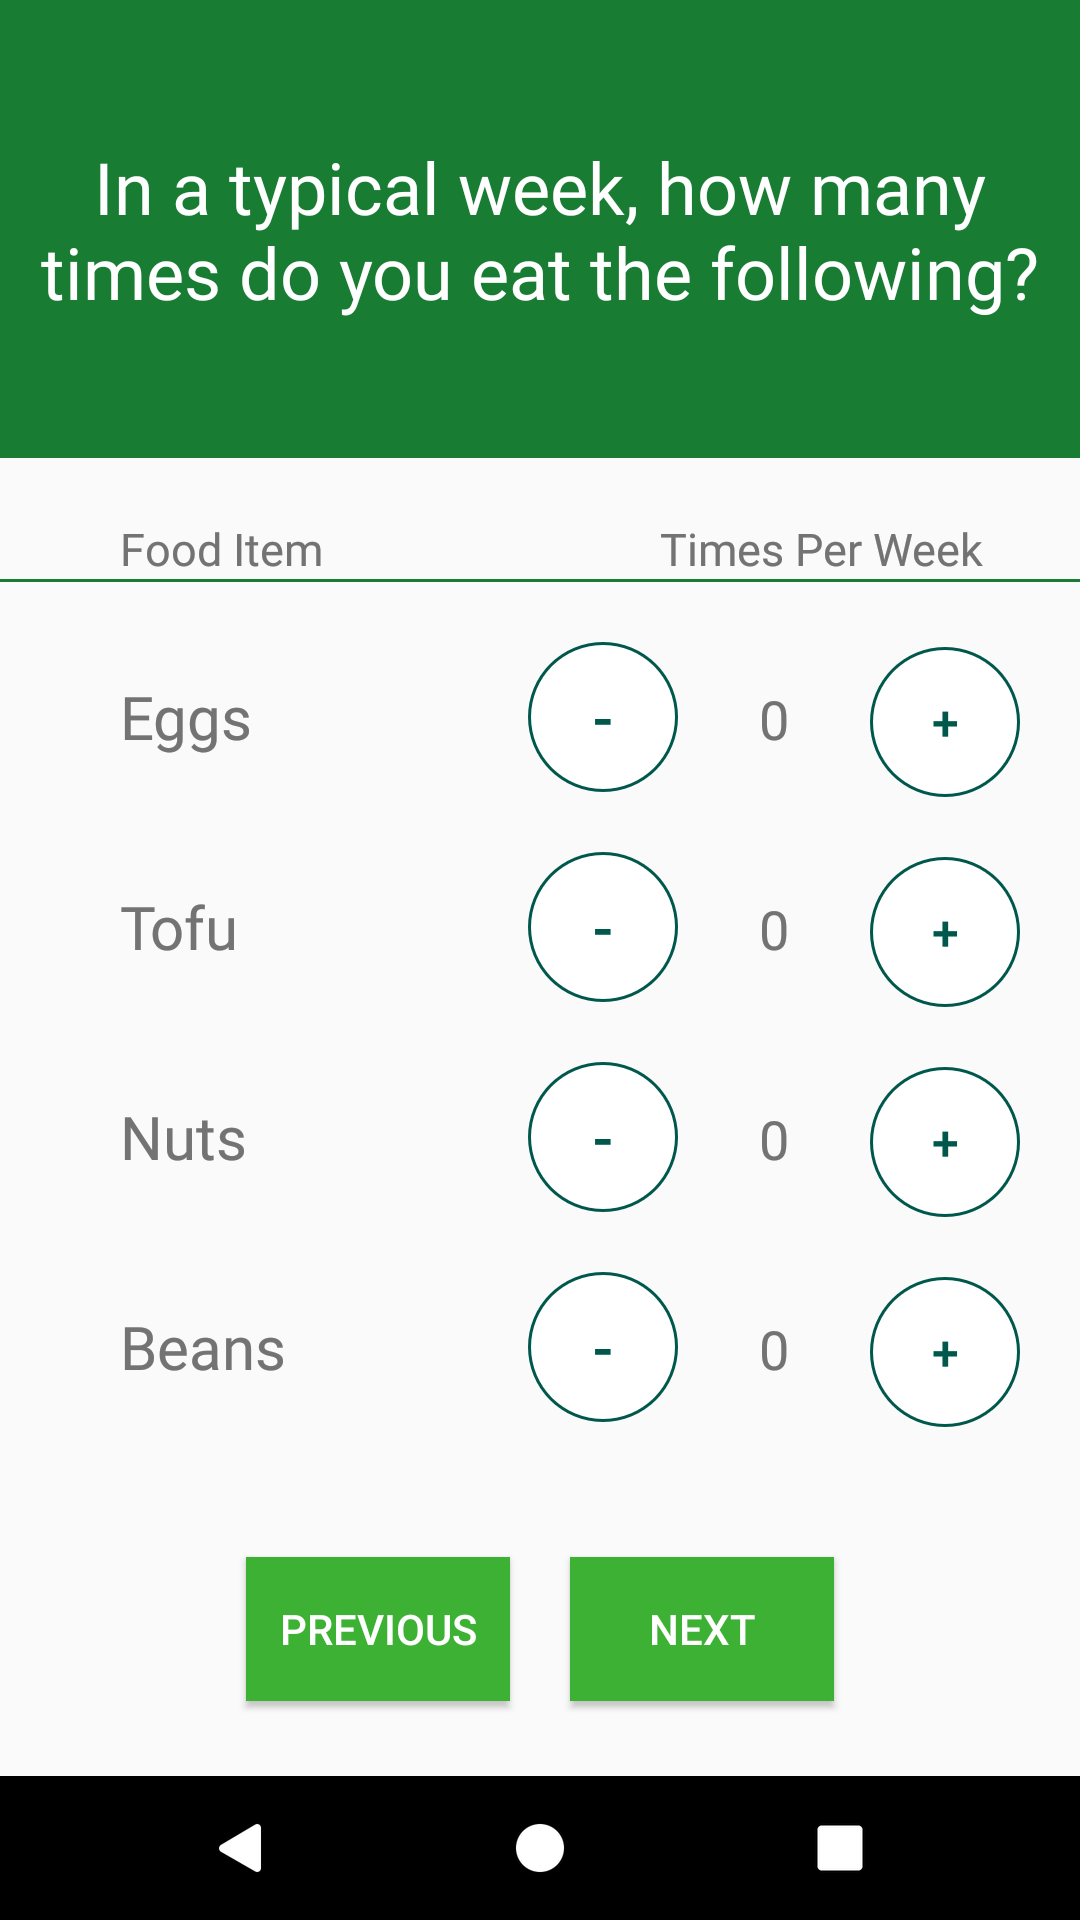 In a typical week, how many
times do you eat the following?
Food Item Times Per Week
Eggs - 0 +
Tofu - 0 +
Nuts - 0 +
Beans - 0 +
PREVIOUS NEXT